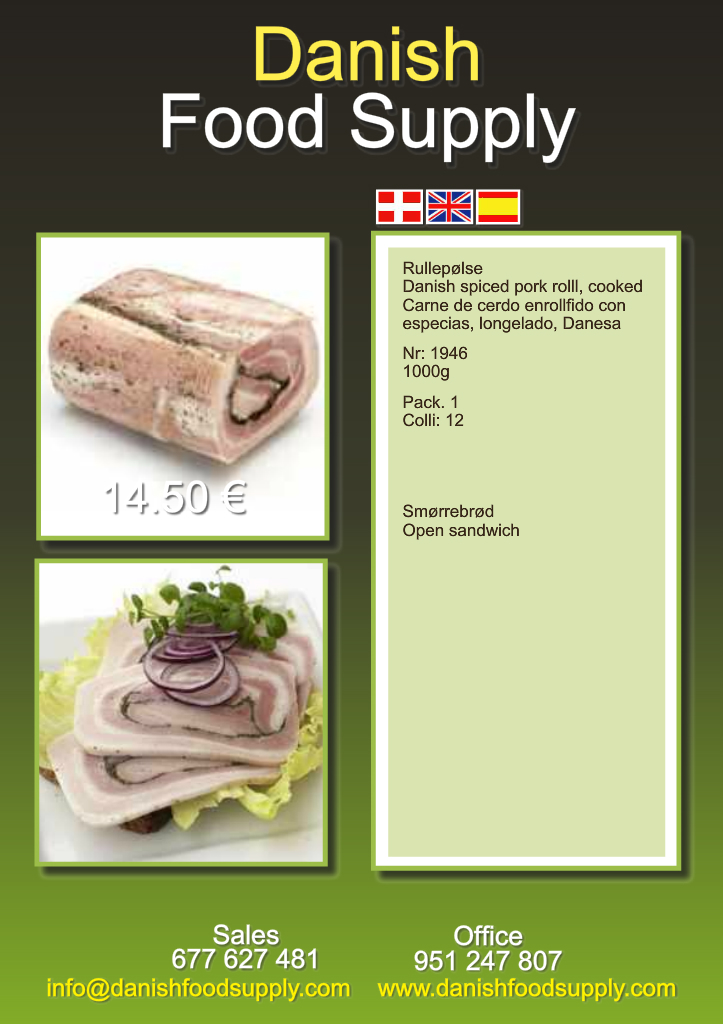 Danish
Food Supply
Rullepølse
Danish spiced pork rolll, cooked
Carne de cerdo enrollfido con
especias, longelado, Danesa
Nr: 1946
1000g
Pack. 1
Colli: 12
14.50 €
Smørrebrød
Open sandwich
Sales
677 627 481
info@danishfoodsupply.com
Office
951 247 807
www.danishfoodsupply.com